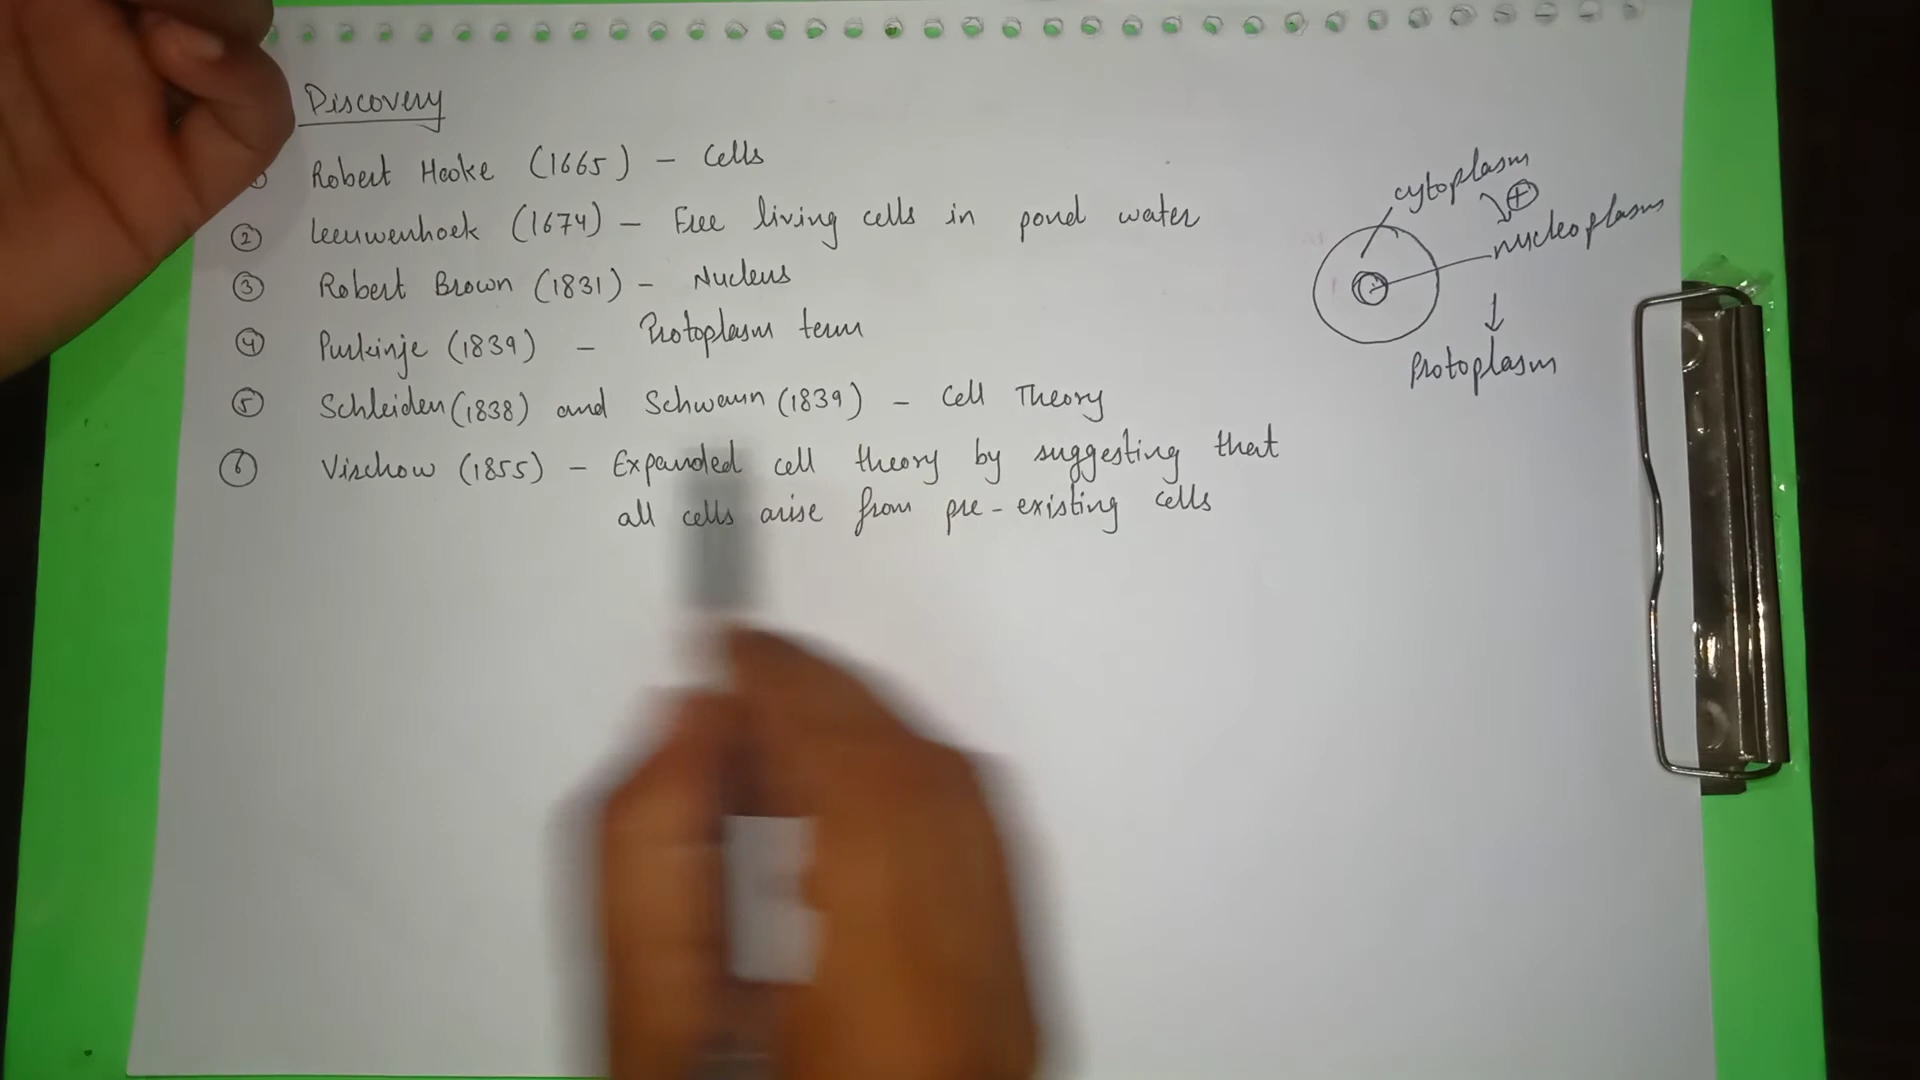 Discovery
① Robert Hooke (1665) - Cells
② Leeuwenhoek (1674) - Free living cells in pond water
③ Robert Brown (1831) - Nucleus
④ Purkinje (1839) - Protoplasm term
⑤ Schleiden (1838) and Schwann (1839) - Cell Theory
⑥ Virchow (1855) - Expanded cell theory by suggesting that
all cells arise from pre-existing cells
cytoplasm
+
nucleoplasm
↓
Protoplasm